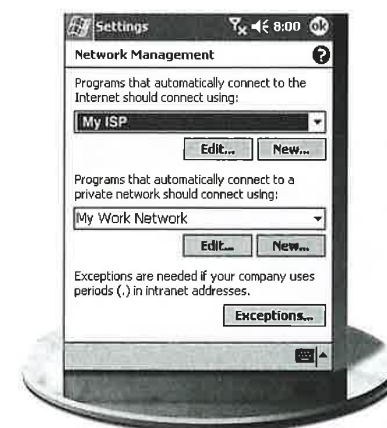 Settings 8:00 ok
Network Management ?
Programs that automatically connect to the
Internet should connect using:
My ISP
Edit... New...
Programs that automatically connect to a
private network should connect using:
My Work Network
Edit... New...
Exceptions are needed if your company uses
periods (.) in intranet addresses.
Exceptions...